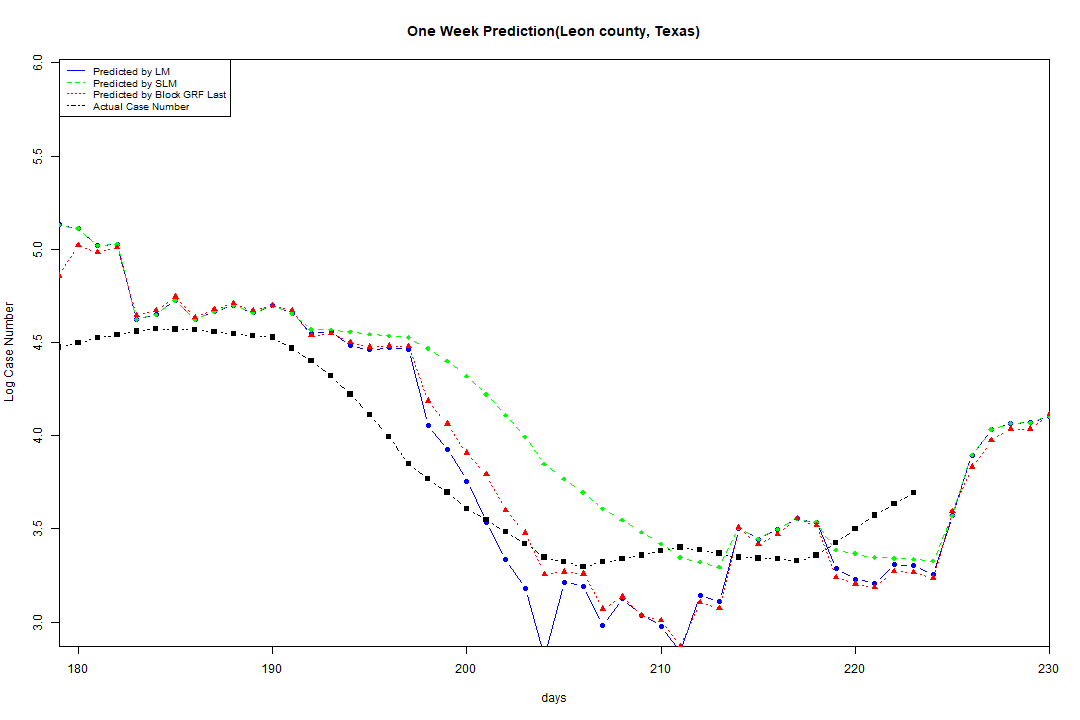 One Week Prediction(Leon county, Texas)
Predicted by LM
Predicted by SLM
Predicted by Block GRF Last
Actual Case Number
6.0
5.5
5.0
4.5
4.0
3.5
3.0
Log Case Number
180 190 200 210 220 230
days